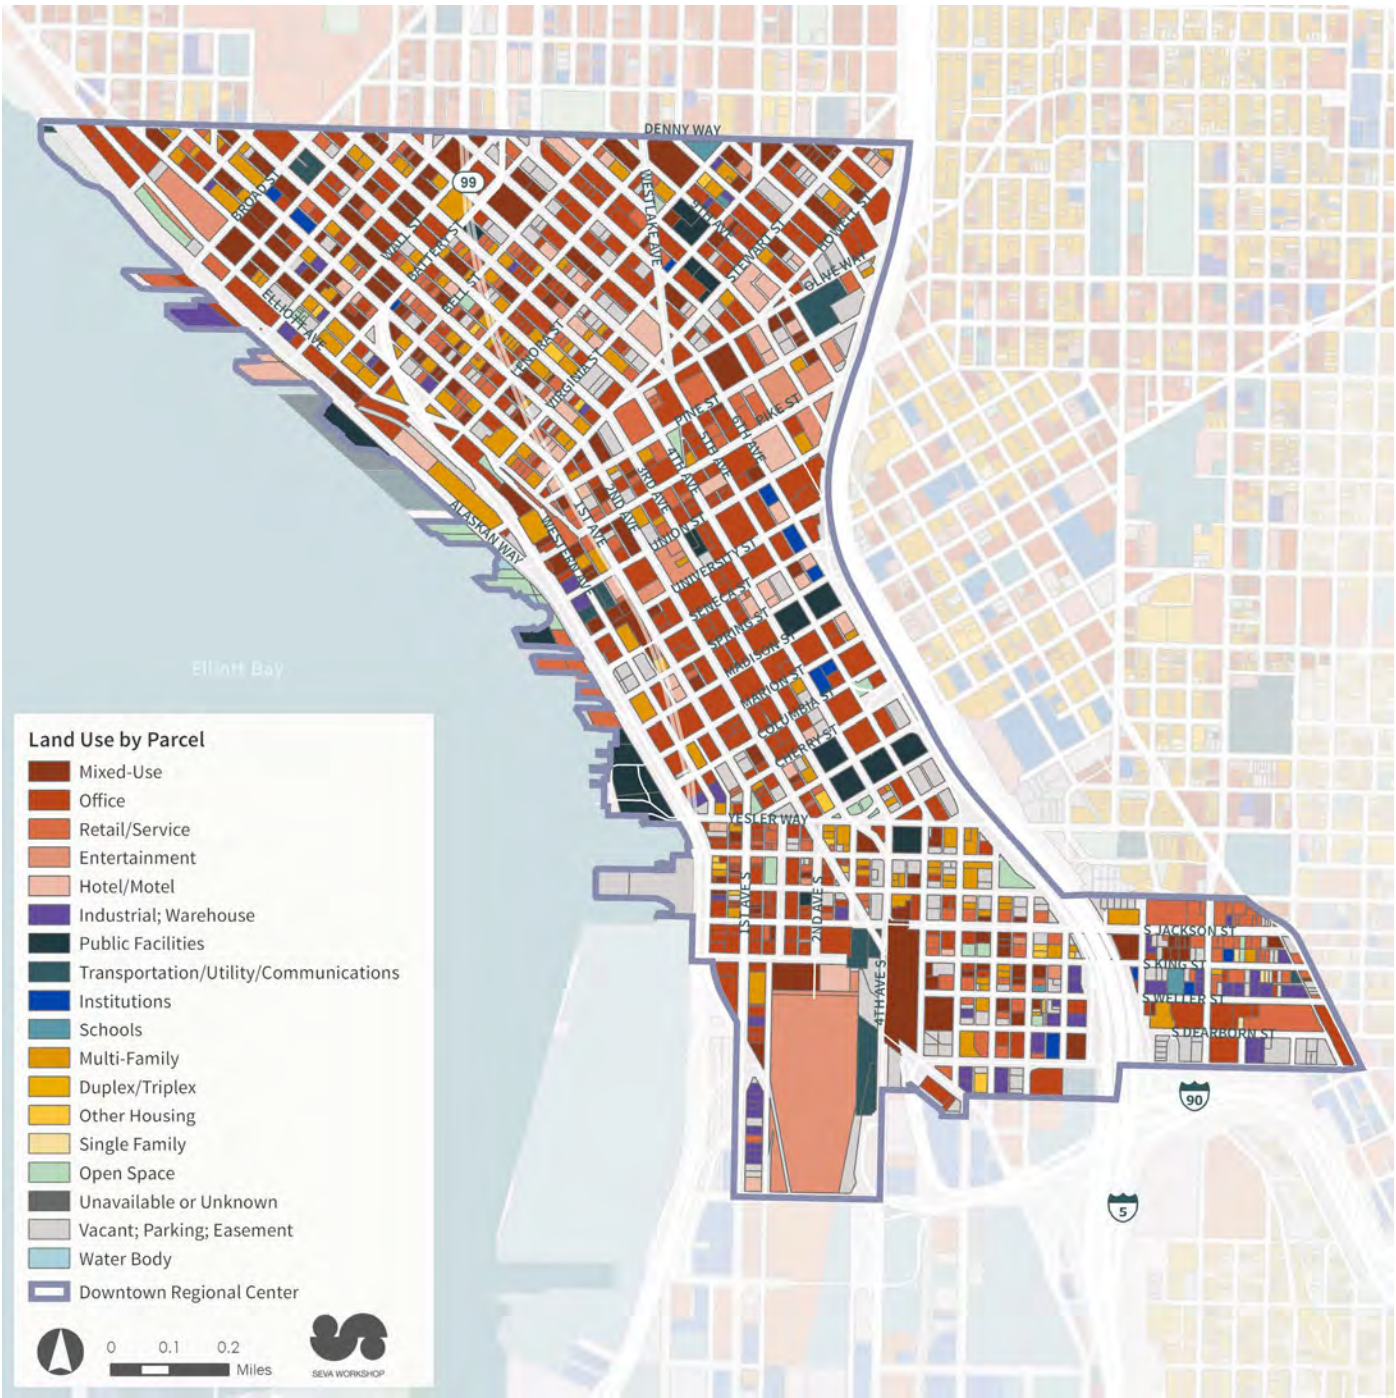 DENNY WAY
99
BROAD ST
WALL ST
BATTERY S
BELL ST
WESTLAKE AVE
9TH AVE
STEWART ST
HOWELL ST
OLIVE WAY
ELLIOTT AVE
LENORA ST
VIRGINIA ST
PINE ST
PIKE ST
6TH AVE
5TH AVE
4TH AVE
3RD AVE
2ND AVE
1ST AVE
UNION ST
ALASKAN WAY
WESTERN AVE
UNIVERSITY ST
SENECA ST
SPRING ST
MADISON ST
MARION ST
COLUMBIA ST
CHERRY ST
Elliott Bay
YESLER WAY
1ST AVE S
2ND AVE S
4TH AVE S
S JACKSON ST
S KING ST
S WELLER ST
S DEARBORN ST
90
5
Land Use by Parcel
Mixed-Use
Office
Retail/Service
Entertainment
Hotel/Motel
Industrial; Warehouse
Public Facilities
Transportation/Utility/Communications
Institutions
Schools
Multi-Family
Duplex/Triplex
Other Housing
Single Family
Open Space
Unavailable or Unknown
Vacant; Parking; Easement
Water Body
Downtown Regional Center
0 0.1 0.2
Miles
SEVA WORKSHOP